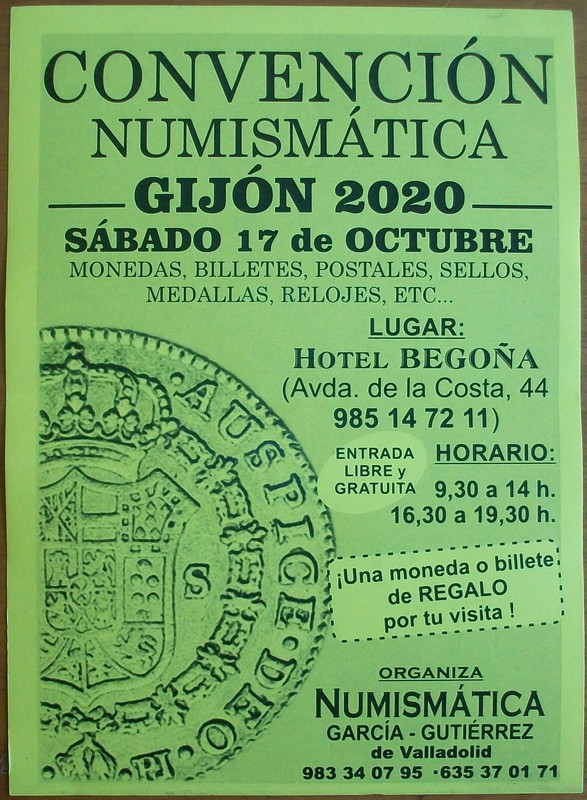 CONVENCIÓN
NUMISMÁTICA
GIJÓN 2020
SÁBADO 17 de OCTUBRE
MONEDAS, BILLETES, POSTALES, SELLOS,
MEDALLAS, RELOJES, ETC...
LUGAR:
HOTEL BEGOÑA
(Avda. de la Costa, 44
985 14 72 11)
ENTRADA
LIBRE y
GRATUITA
HORARIO:
9,30 a 14 h.
16,30 a 19,30 h.
¡Una moneda o billete
de REGALO
por tu visita !
ORGANIZA
NUMISMÁTICA
GARCÍA - GUTIÉRREZ
de Valladolid
983 34 07 95 · 635 37 01 71
· AUSPICE · DEO ·
S